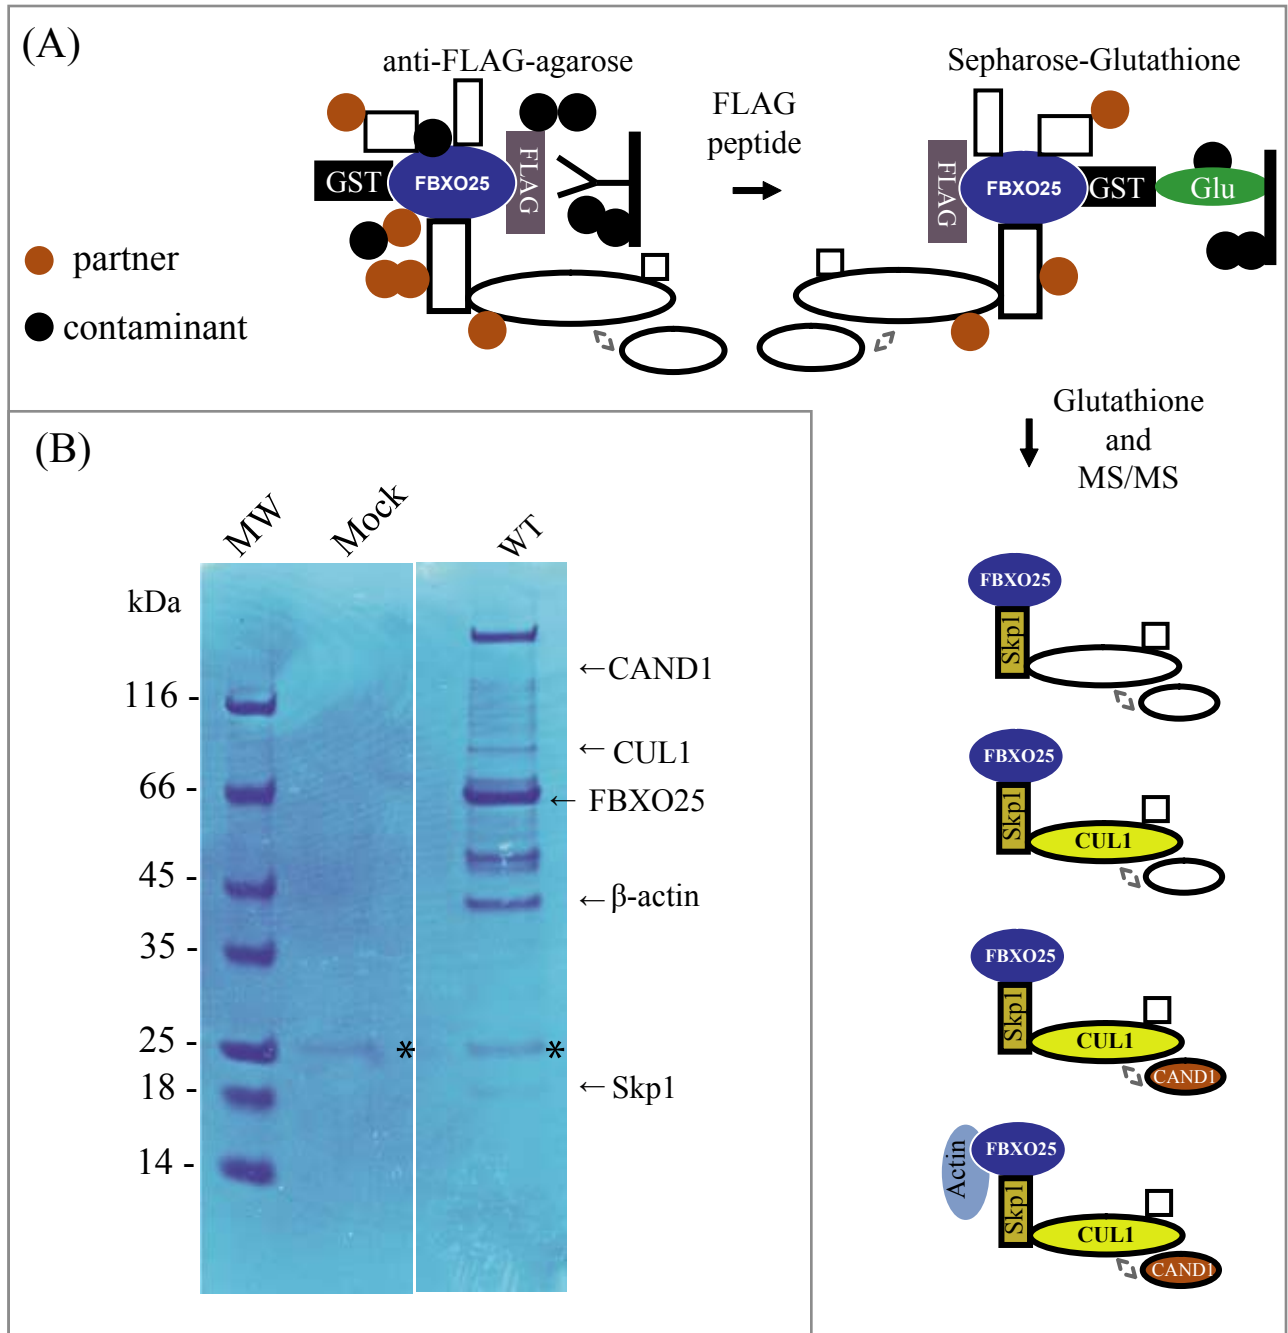 (A)
anti-FLAG-agarose
FLAG
peptide
Sepharose-Glutathione
GST
FBXO25
FLAG
FLAG
FBXO25
GST
Glu
partner
contaminant
Glutathione
and
MS/MS
(B)
MW
Mock
WT
kDa
116 -
66 -
45 -
35 -
25 -
18 -
14 -
←CAND1
← CUL1
← FBXO25
←β-actin
*
*
←Skp1
FBXO25
Skp1
FBXO25
Skp1
CUL1
FBXO25
Skp1
CUL1
CAND1
Actin
FBXO25
Skp1
CUL1
CAND1